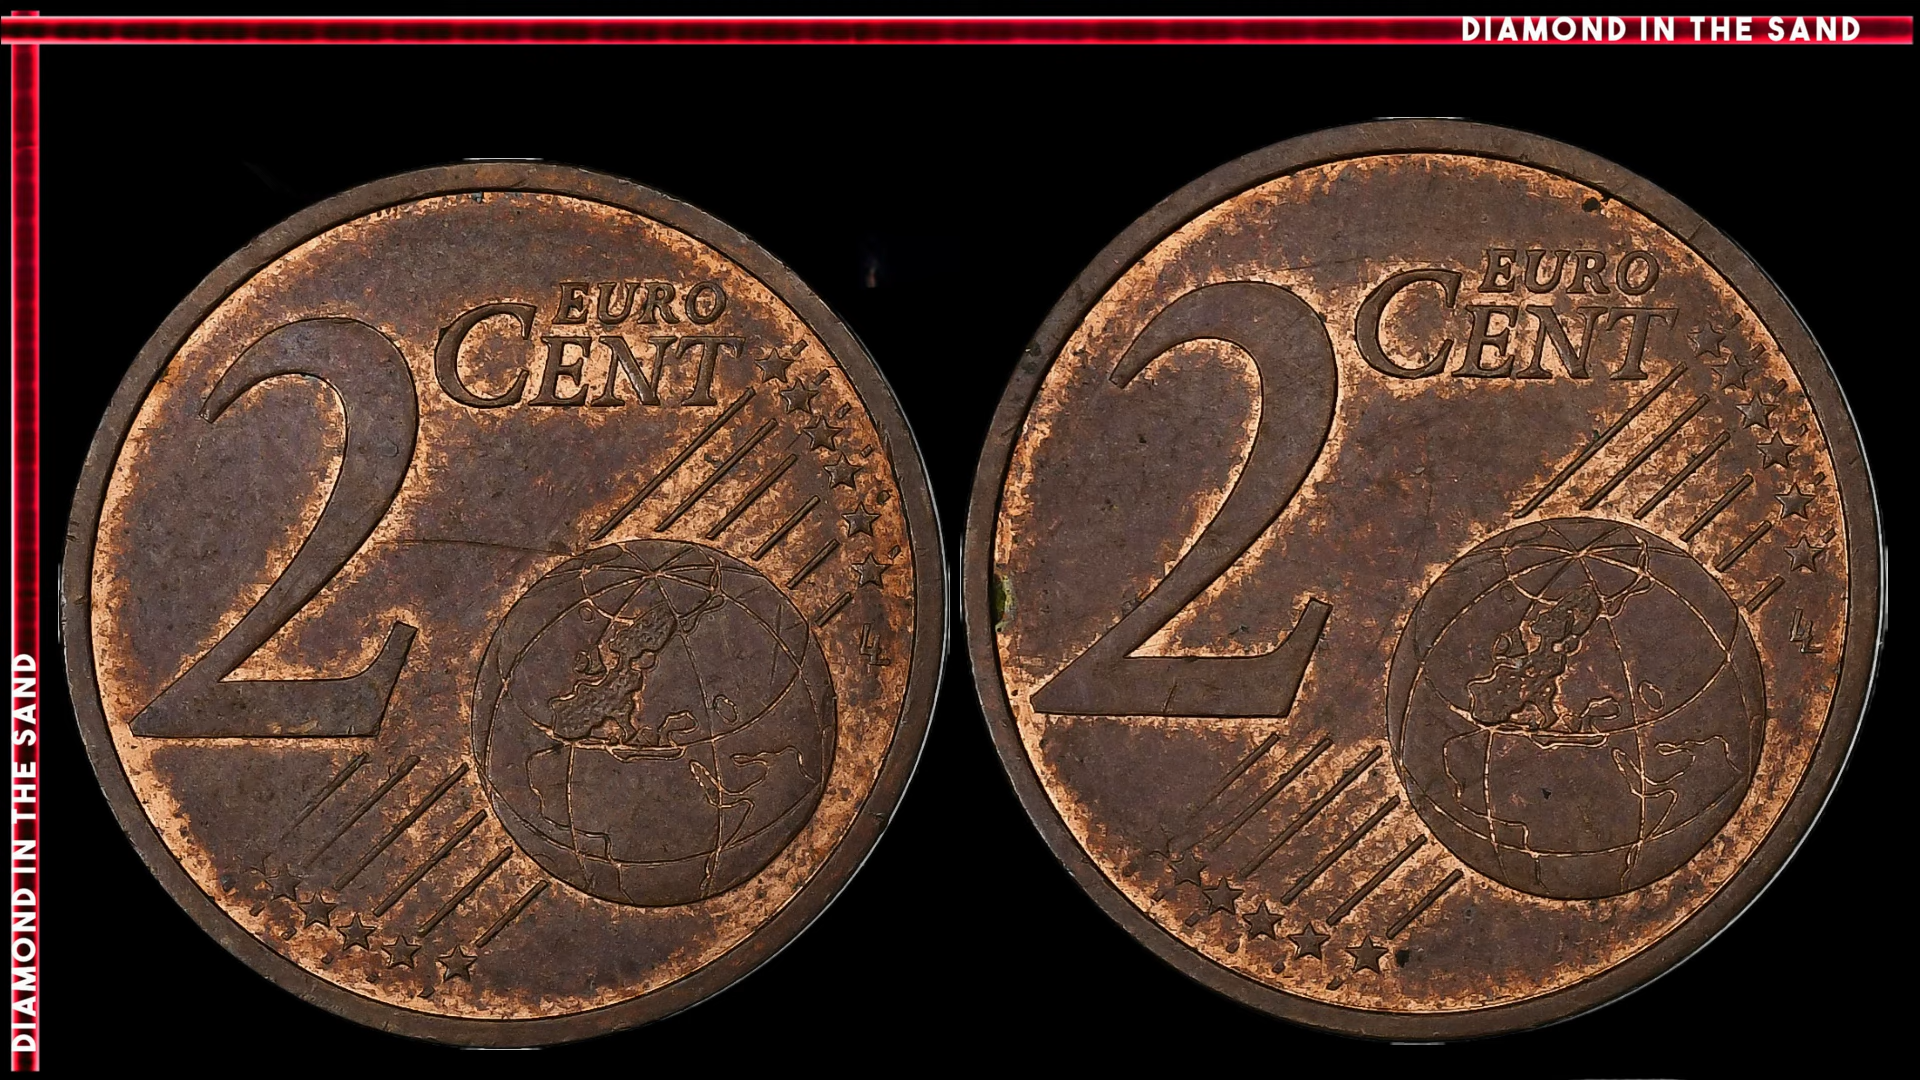 DIAMOND IN THE SAND
DIAMOND IN THE SAND
2 EURO CENT
LL
2 EURO CENT
LL